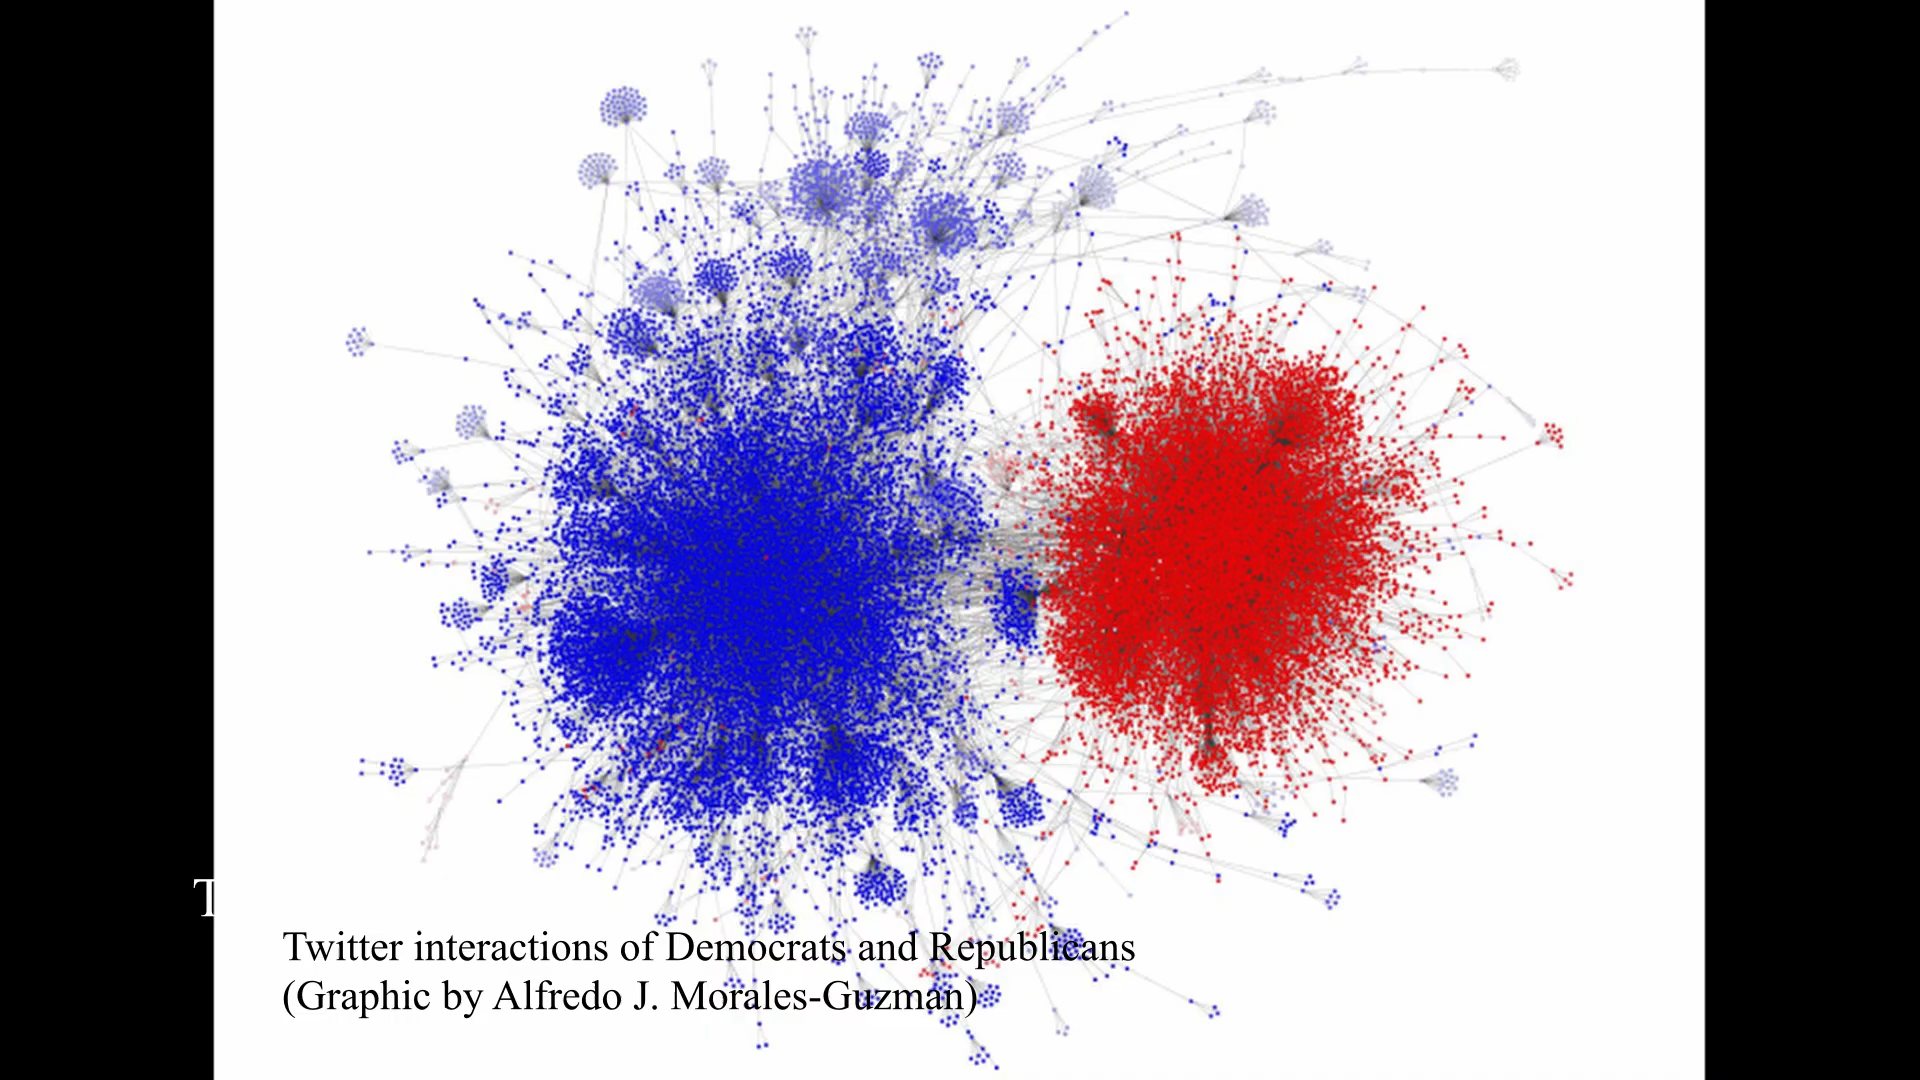 T
Twitter interactions of Democrats and Republicans
(Graphic by Alfredo J. Morales-Guzman)